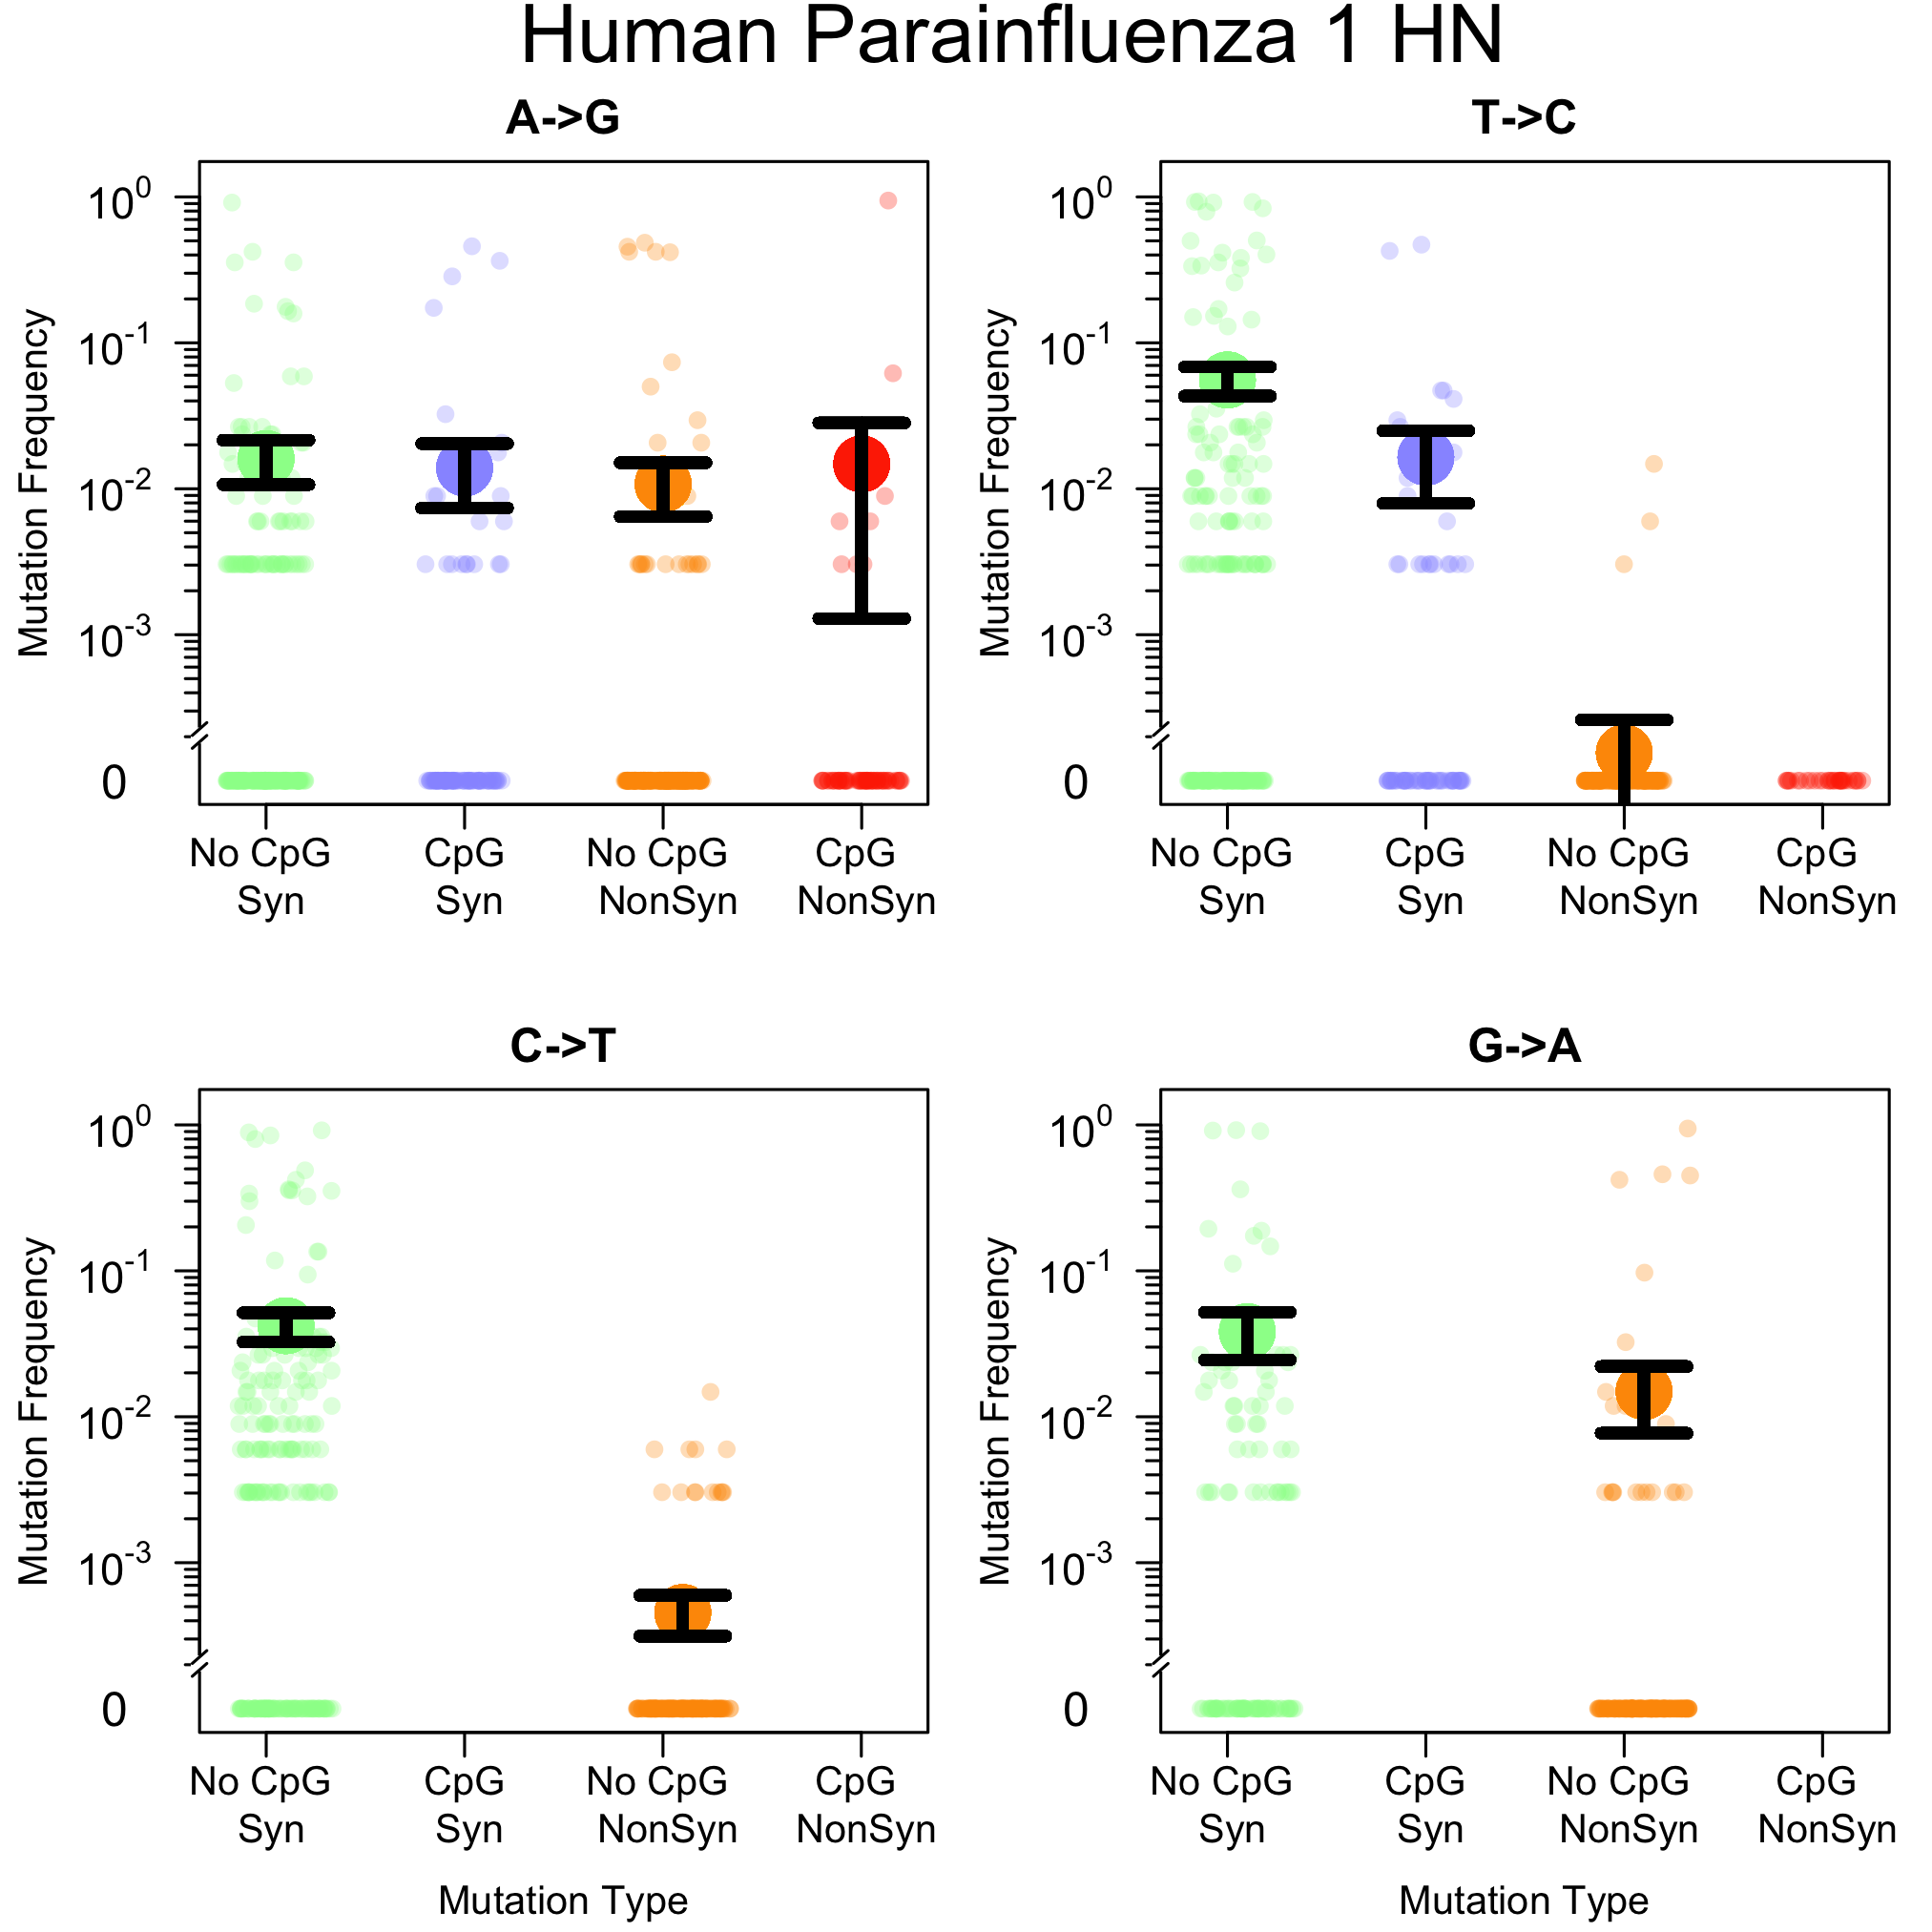 Human Parainfluenza 1 HN
A->G
T->C
Mutation Frequency
10^0
10^-1
10^-2
10^-3
0
No CpG Syn
CpG Syn
No CpG NonSyn
CpG NonSyn
Mutation Frequency
10^0
10^-1
10^-2
10^-3
0
No CpG Syn
CpG Syn
No CpG NonSyn
CpG NonSyn
C->T
G->A
Mutation Frequency
10^0
10^-1
10^-2
10^-3
0
No CpG Syn
CpG Syn
No CpG NonSyn
CpG NonSyn
Mutation Type
Mutation Frequency
10^0
10^-1
10^-2
10^-3
0
No CpG Syn
CpG Syn
No CpG NonSyn
CpG NonSyn
Mutation Type